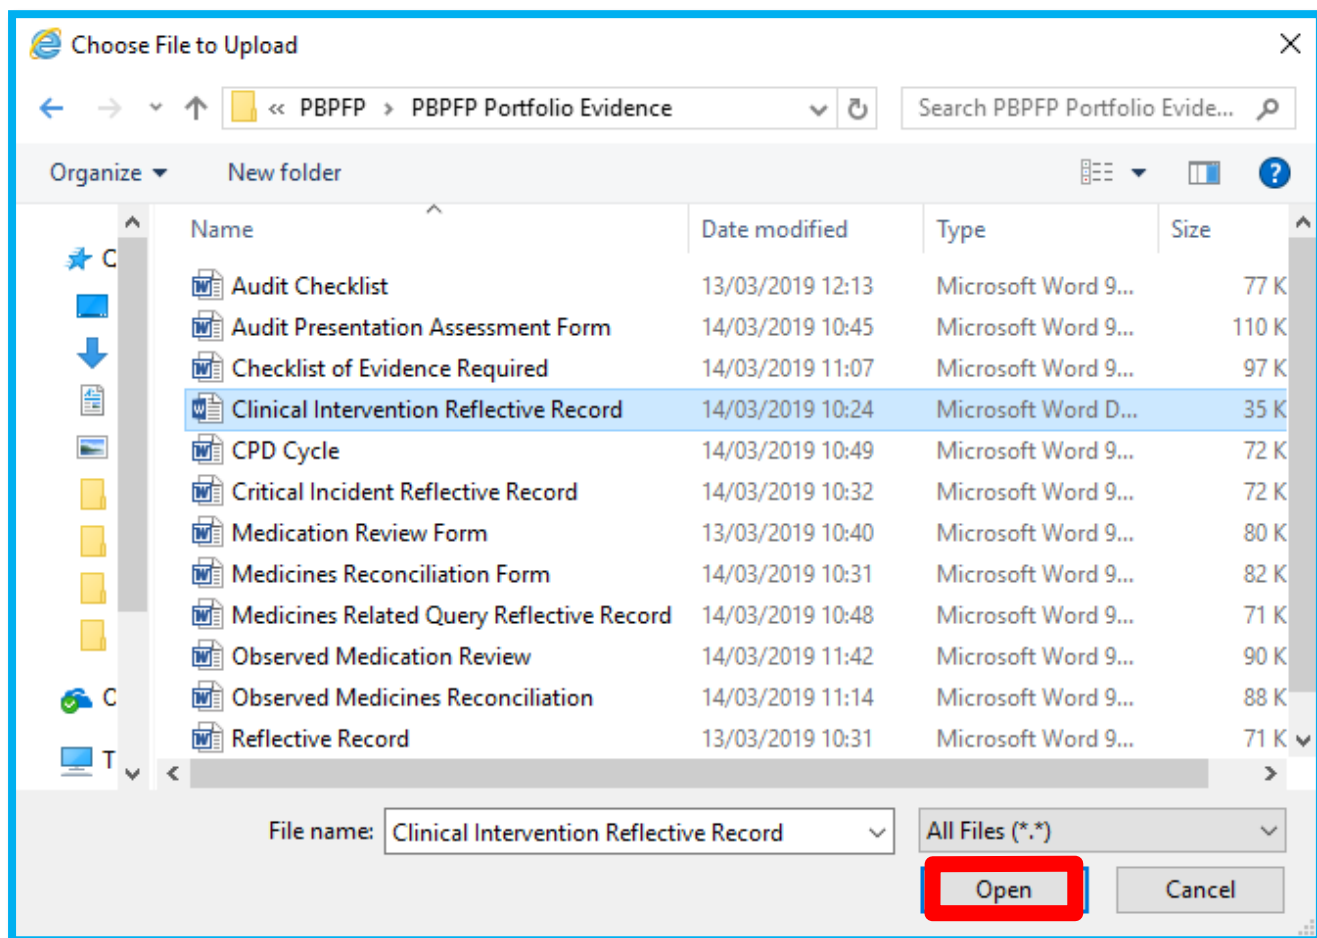 Choose File to Upload
« PBPFP > PBPFP Portfolio Evidence
Search PBPFP Portfolio Evide...
Organize New folder ?
Name Date modified Type Size
Audit Checklist 13/03/2019 12:13 Microsoft Word 9... 77 K
Audit Presentation Assessment Form 14/03/2019 10:45 Microsoft Word 9... 110 K
Checklist of Evidence Required 14/03/2019 11:07 Microsoft Word 9... 97 K
Clinical Intervention Reflective Record 14/03/2019 10:24 Microsoft Word D... 35 K
CPD Cycle 14/03/2019 10:49 Microsoft Word 9... 72 K
Critical Incident Reflective Record 14/03/2019 10:32 Microsoft Word 9... 72 K
Medication Review Form 13/03/2019 10:40 Microsoft Word 9... 80 K
Medicines Reconciliation Form 14/03/2019 10:31 Microsoft Word 9... 82 K
Medicines Related Query Reflective Record 14/03/2019 10:48 Microsoft Word 9... 71 K
Observed Medication Review 14/03/2019 11:42 Microsoft Word 9... 90 K
Observed Medicines Reconciliation 14/03/2019 11:14 Microsoft Word 9... 88 K
Reflective Record 13/03/2019 10:31 Microsoft Word 9... 71 K
T
File name: Clinical Intervention Reflective Record All Files (*.*)
Open Cancel